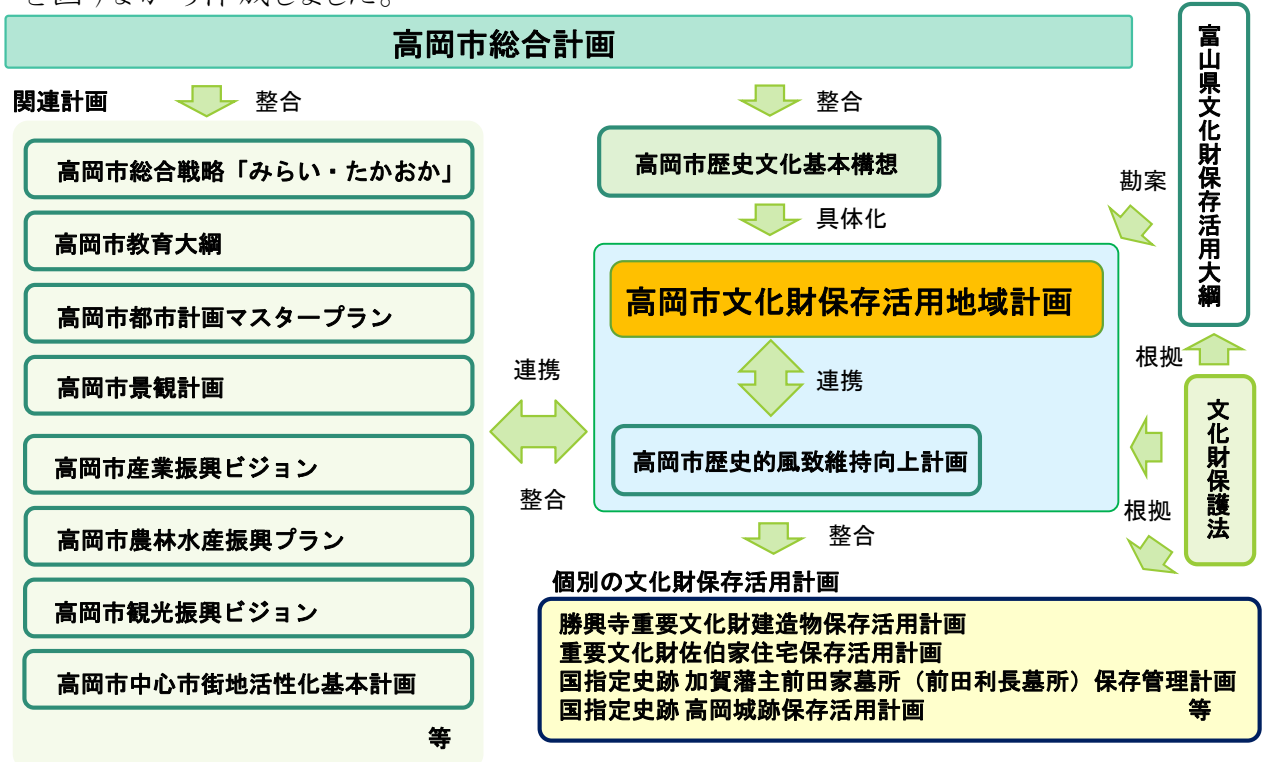 を図りながら作成しました。
高岡市総合計画
関連計画
整合
高岡市総合戦略「みらい・たかおか」
高岡市教育大綱
高岡市都市計画マスタープラン
高岡市景観計画
高岡市産業振興ビジョン
高岡市農林水産振興プラン
高岡市観光振興ビジョン
高岡市中心市街地活性化基本計画
等
連携
整合
整合
高岡市歴史文化基本構想
具体化
高岡市文化財保存活用地域計画
連携
高岡市歴史的風致維持向上計画
整合
個別の文化財保存活用計画
勝興寺重要文化財建造物保存活用計画
重要文化財佐伯家住宅保存活用計画
国指定史跡 加賀藩主前田家墓所（前田利長墓所）保存管理計画
国指定史跡 高岡城跡保存活用計画 等
富山県文化財保存活用大綱
勘案
根拠
文化財保護法
根拠